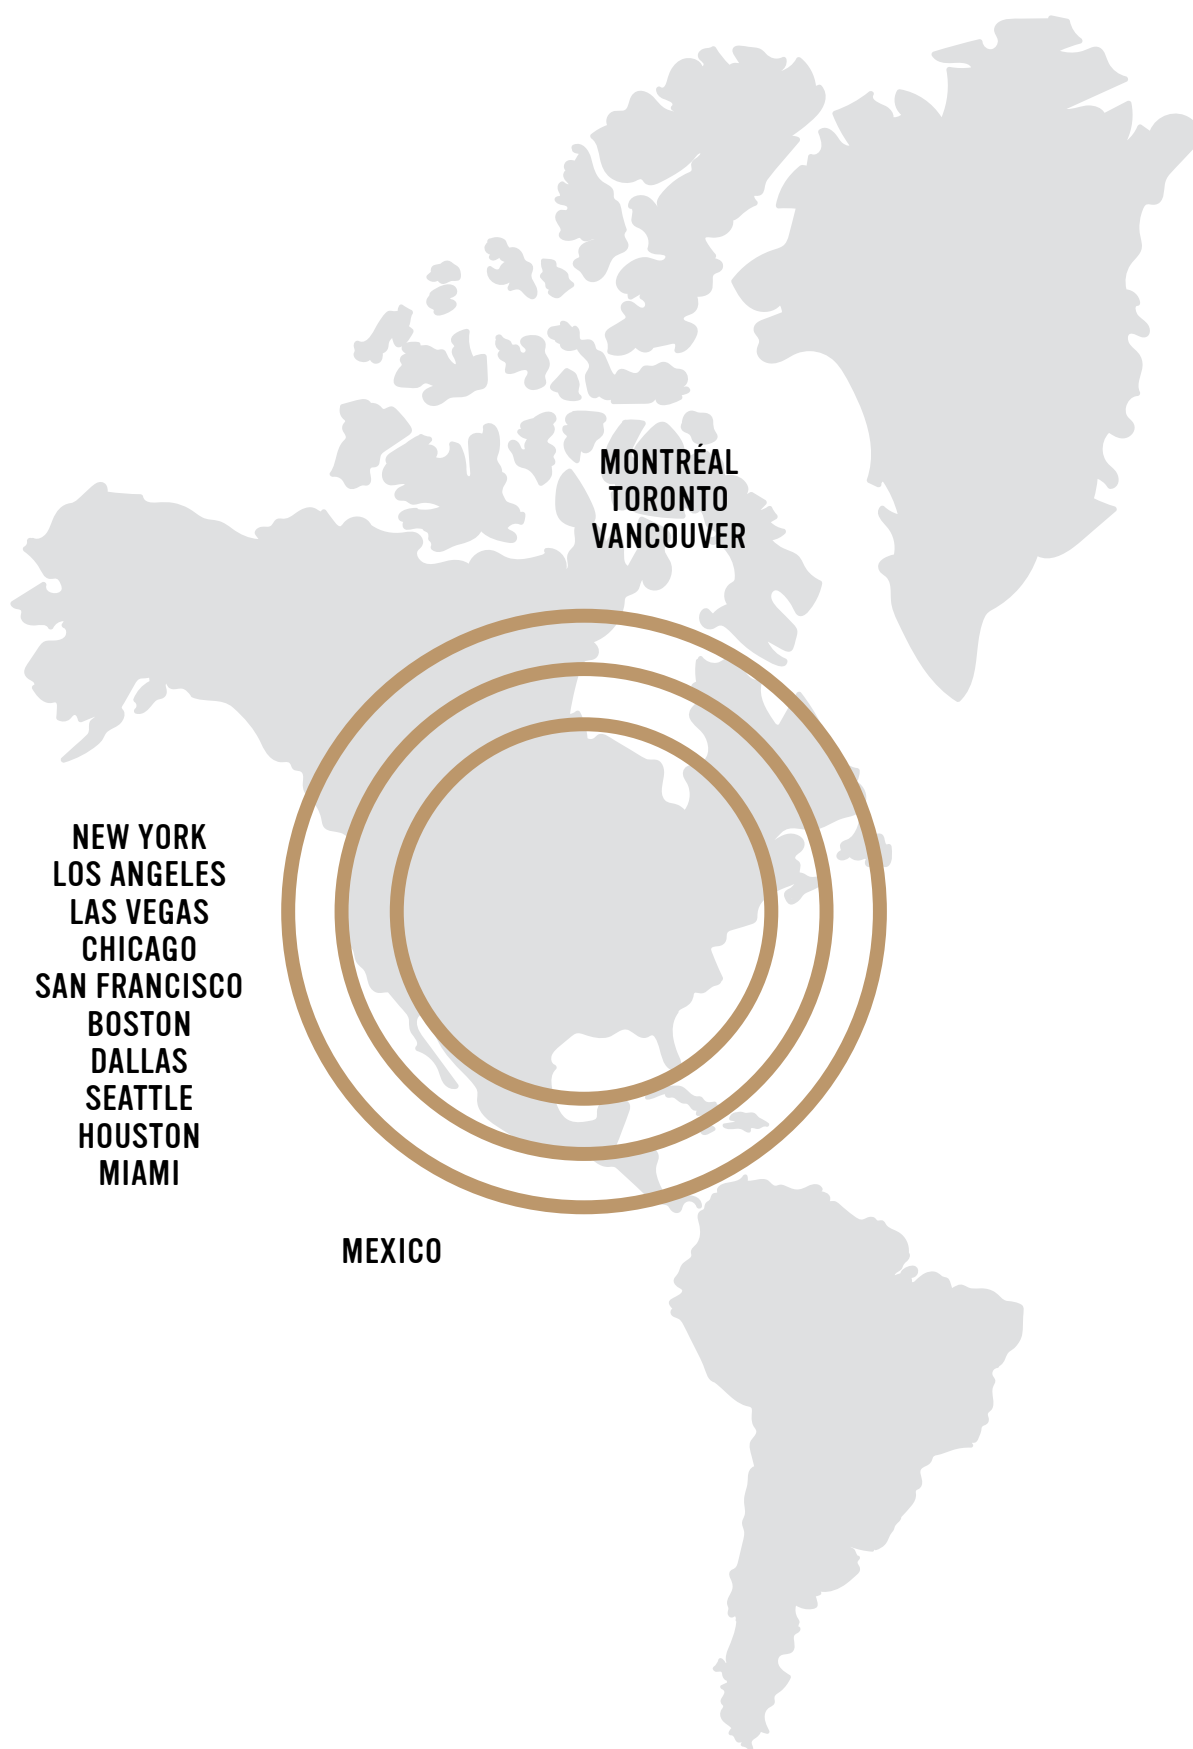 MONTRÉAL
TORONTO
VANCOUVER
NEW YORK
LOS ANGELES
LAS VEGAS
CHICAGO
SAN FRANCISCO
BOSTON
DALLAS
SEATTLE
HOUSTON
MIAMI
MEXICO